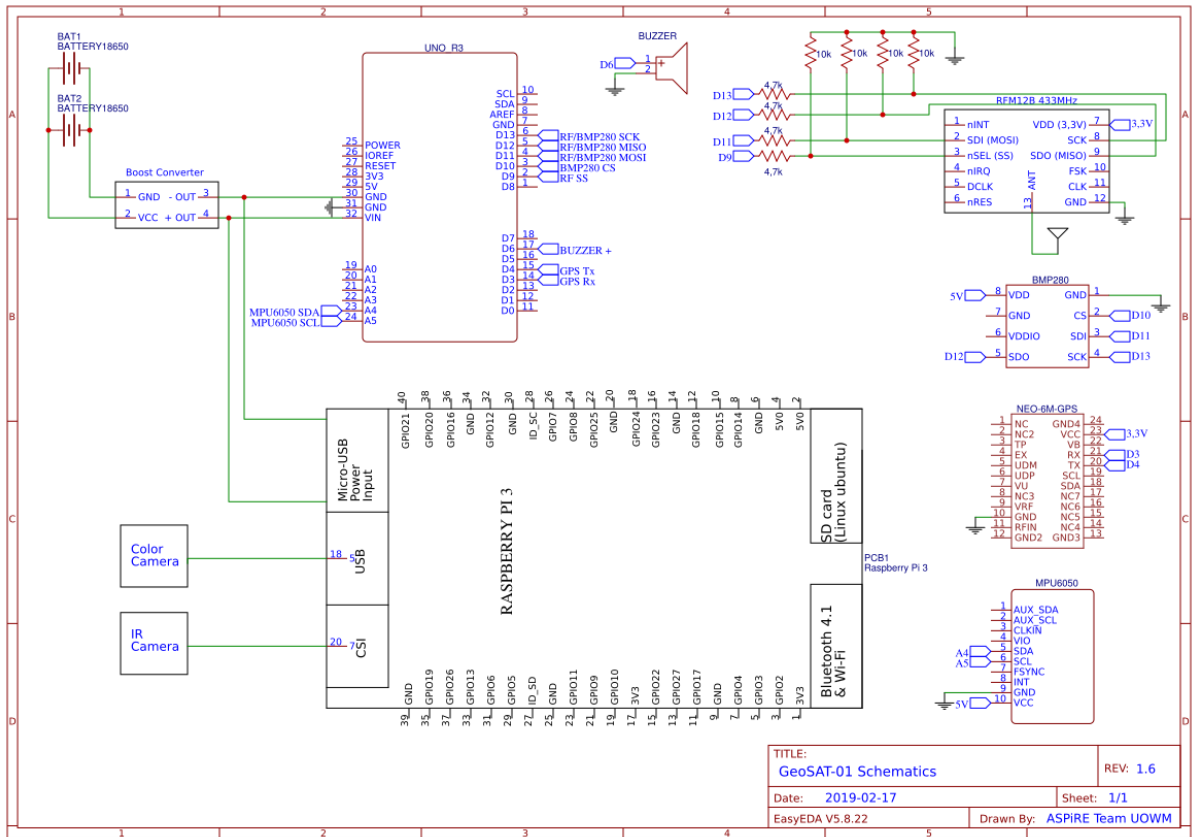 1 2 3 4 5
A
B
C
D
BAT1
BATTERY18650
BAT2
BATTERY18650
Boost Converter
1 GND - OUT 3
2 VCC + OUT 4
UNO_R3
25 POWER
26 IOREF
27 RESET
28 3V3
29 5V
30 GND
31 GND
32 VIN
19 A0
20 A1
21 A2
22 A3
MPU6050 SDA 23 A4
MPU6050 SCL 24 A5
SCL 10
SDA 9
AREF 8
GND 7
D13 6 RF/BMP280 SCK
D12 5 RF/BMP280 MISO
D11 4 RF/BMP280 MOSI
D10 3 BMP280 CS
D9 2 RF SS
D8 1
D7 18
D6 17 BUZZER +
D5 16
D4 15 GPS Tx
D3 14 GPS Rx
D2 13
D1 12
D0 11
BUZZER
D6 1 +
2
10k 10k 10k 10k
D13 4.7k
D12 4.7k
D11 4.7k
D9 4.7k
RFM12B 433MHz
1 nINT
2 SDI (MOSI)
3 nSEL (SS)
4 nIRQ
5 DCLK
6 nRES
VDD (3,3V) 7 3,3V
SCK 8
SDO (MISO) 9
FSK 10
CLK 11
GND 12
ANT
13
BMP280
5V 8 VDD
7 GND
6 VDDIO
D12 5 SDO
GND 1
CS 2 D10
SDI 3 D11
SCK 4 D13
NEO-6M-GPS
1 NC
2 NC2
3 TP
4 EX
5 UDM
6 UDP
7 VU
8 NC3
9 VRF
10 GND
11 RFIN
12 GND2
GND4 24
VCC 23 3,3V
VB 22
RX 21 D3
TX 20 D4
SCL 19
SDA 18
NC7 17
NC6 16
NC5 15
NC4 14
GND3 13
MPU6050
1 AUX_SDA
2 AUX_SCL
3 CLKIN
4 VIO
A4 5 SDA
A5 6 SCL
7 FSYNC
8 INT
9 GND
5V 10 VCC
40 38 36 34 32 30 28 26 24 22 20 18 16 14 12 10 8 6 4 2
GPIO21 GPIO20 GPIO16 GND GPIO12 GND ID_SC GPIO7 GPIO8 GPIO25 GND GPIO24 GPIO23 GND GPIO18 GPIO15 GPIO14 GND 5V0 5V0
Micro-USB
Power
Input
18 5 USB
20 7 CSI
Color
Camera
IR
Camera
RASPBERRY PI 3
SD card
(Linux ubuntu)
PCB1
Raspberry Pi 3
Bluetooth 4.1
& Wi-Fi
GND GPIO19 GPIO26 GPIO13 GPIO6 GPIO5 ID_SD GND GPIO11 GPIO9 GPIO10 3V3 GPIO22 GPIO27 GPIO17 GND GPIO4 GPIO3 GPIO2 3V3
39 35 37 33 31 29 27 25 23 21 19 17 15 13 11 9 7 5 3 1
TITLE:
GeoSAT-01 Schematics
REV: 1.6
Date: 2019-02-17
Sheet: 1/1
EasyEDA V5.8.22
Drawn By: ASPiRE Team UOWM
1 2 3 4 5